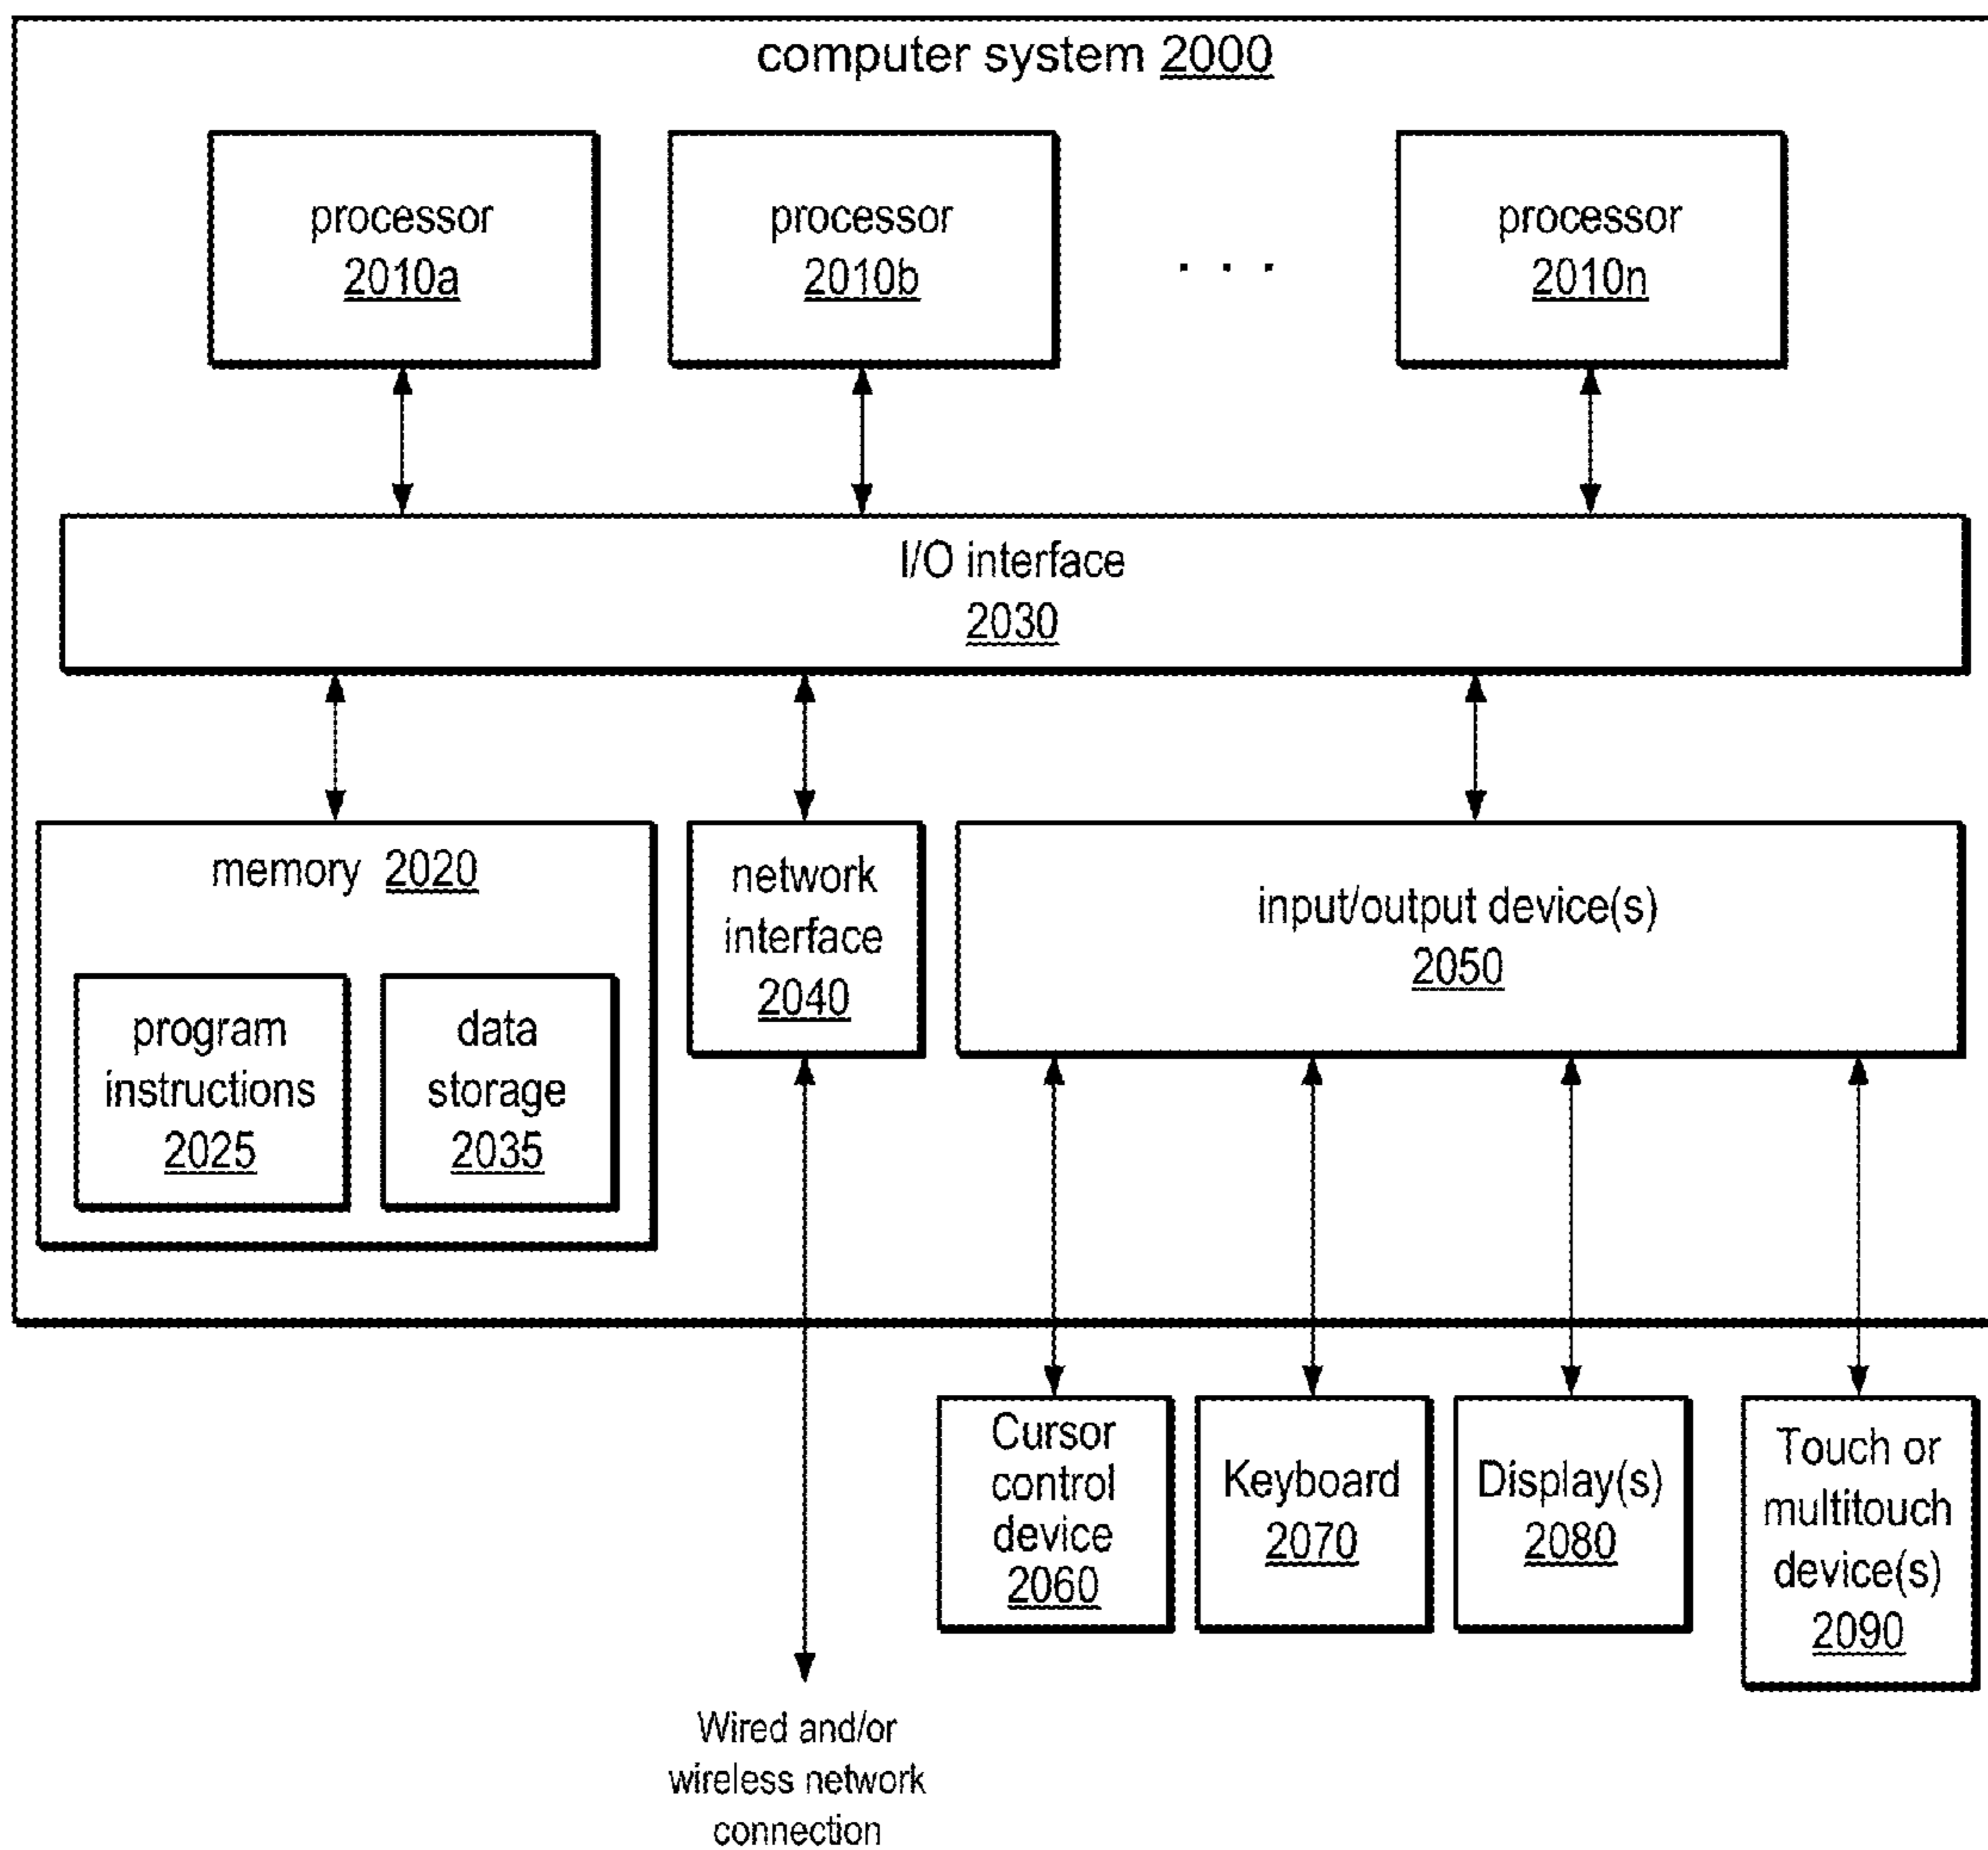 computer system 2000
processor
2010a
processor
2010b
. . .
processor
2010n
I/O interface
2030
memory 2020
program
instructions
2025
data
storage
2035
network
interface
2040
input/output device(s)
2050
Cursor
control
device
2060
Keyboard
2070
Display(s)
2080
Touch or
multitouch
device(s)
2090
Wired and/or
wireless network
connection